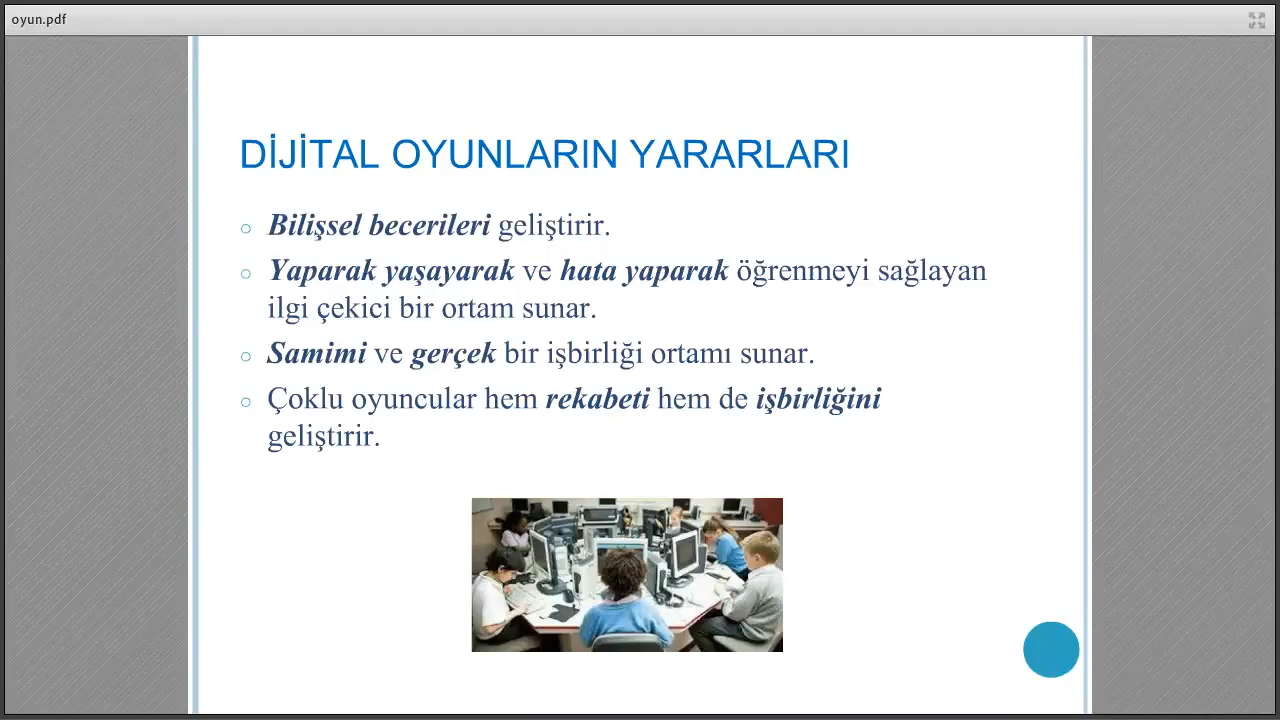 oyun.pdf
DİJİTAL OYUNLARIN YARARLARI
Bilişsel becerileri geliştirir.
Yaparak yaşayarak ve hata yaparak öğrenmeyi sağlayan
ilgi çekici bir ortam sunar.
Samimi ve gerçek bir işbirliği ortamı sunar.
Çoklu oyuncular hem rekabeti hem de işbirliğini
geliştirir.